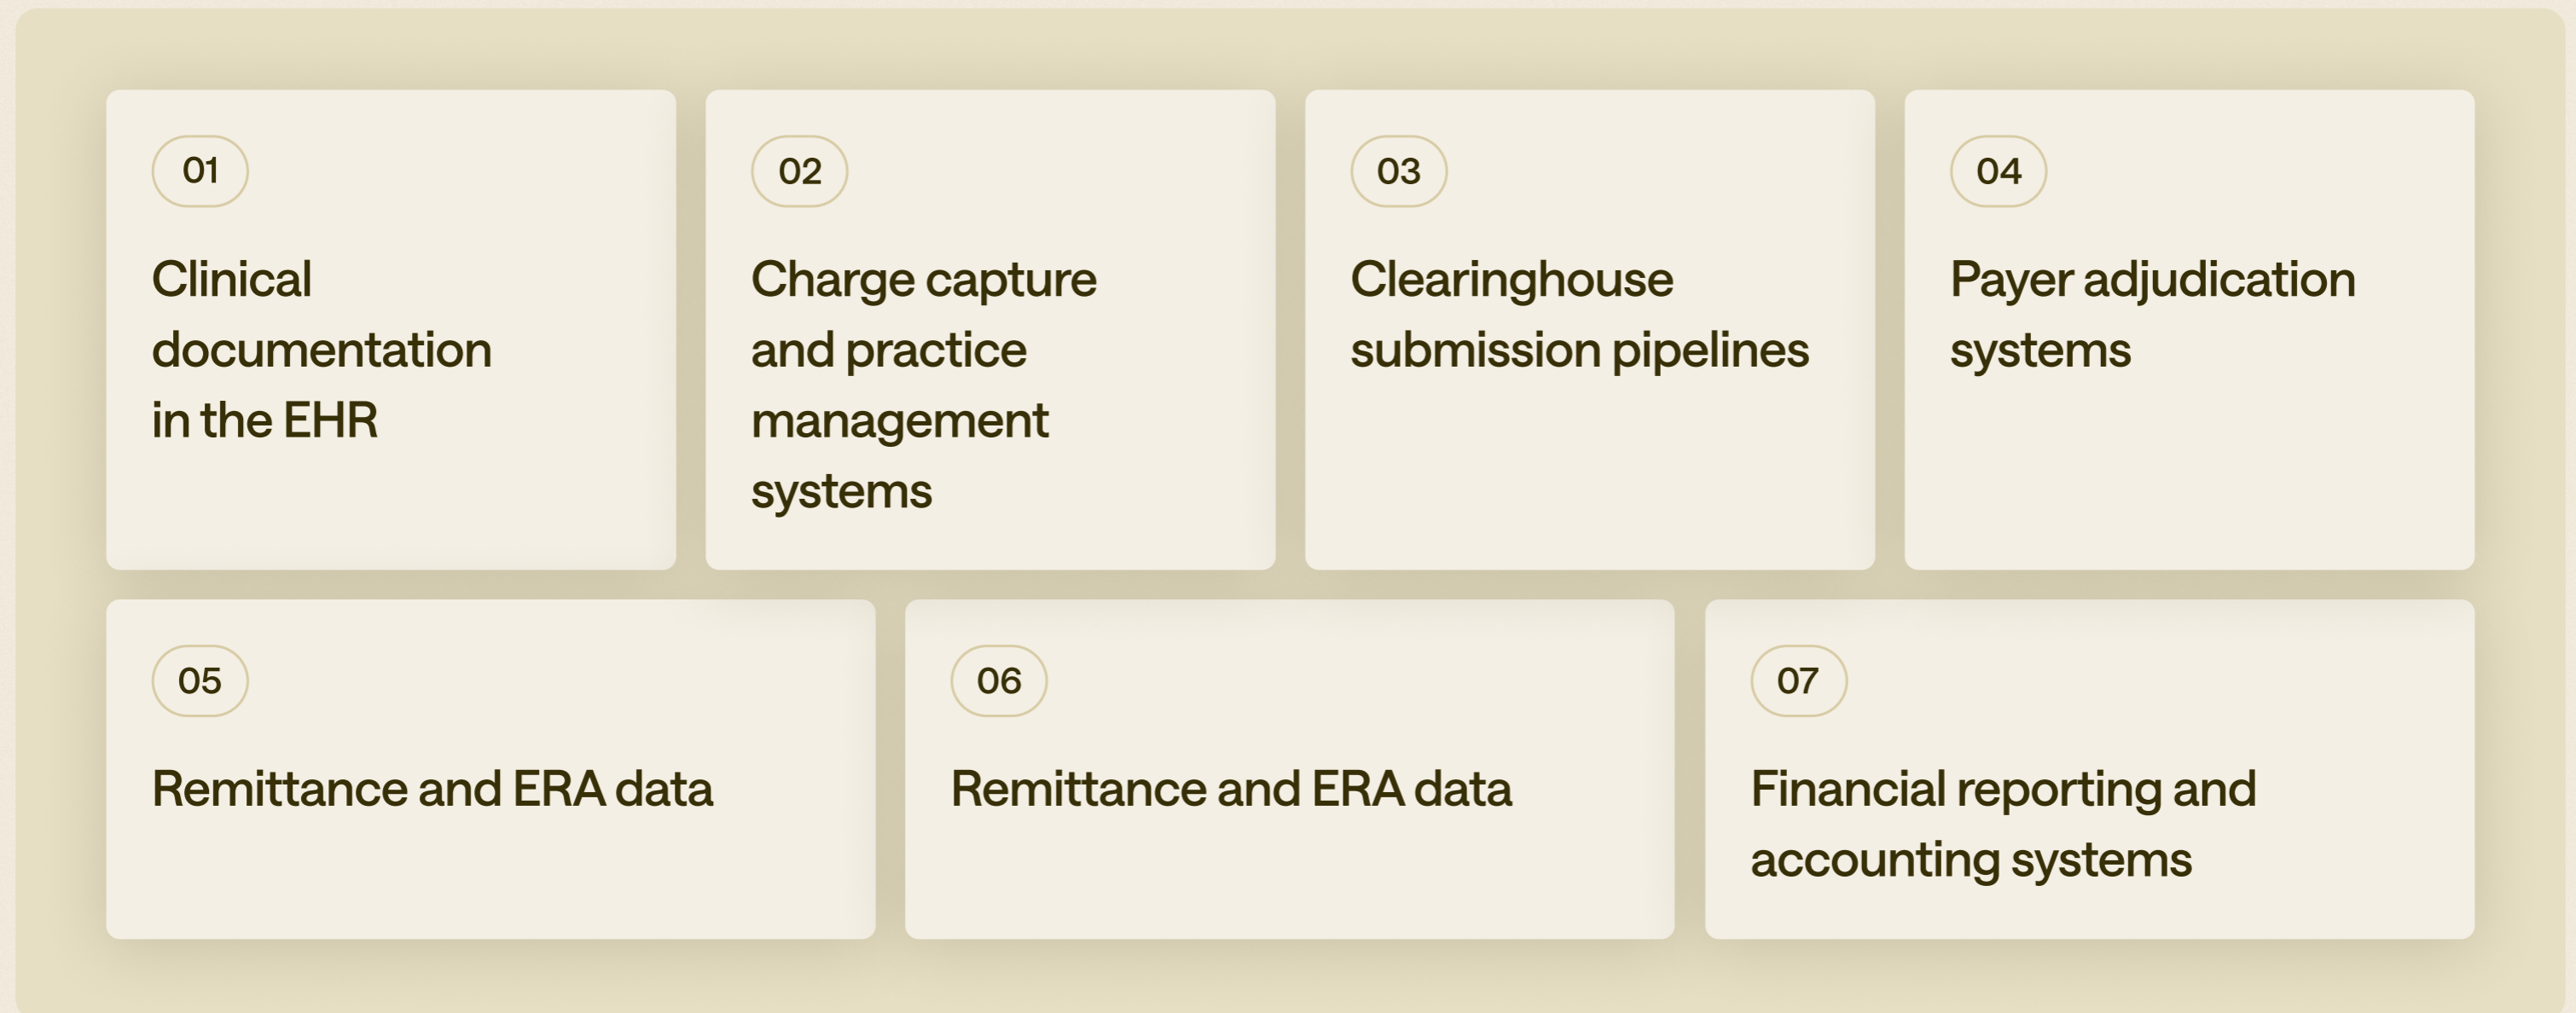 01
Clinical
documentation
in the EHR
02
Charge capture
and practice
management
systems
03
Clearinghouse
submission pipelines
04
Payer adjudication
systems
05
Remittance and ERA data
06
Remittance and ERA data
07
Financial reporting and
accounting systems